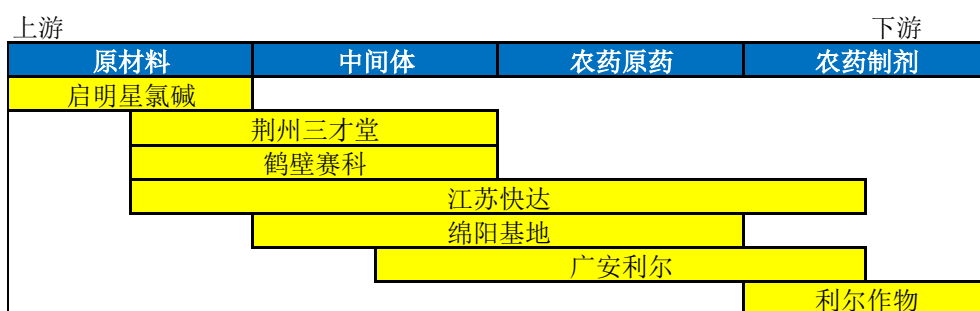 上游 下游
原材料 中间体 农药原药 农药制剂
启明星氯碱
荆州三才堂
鹤壁赛科
江苏快达
绵阳基地
广安利尔
利尔作物